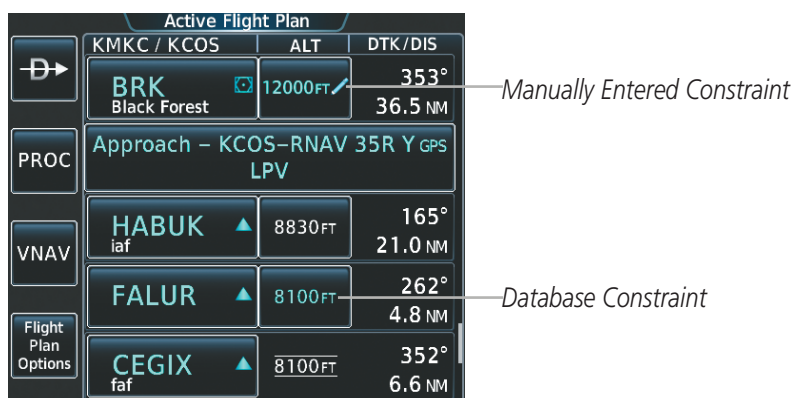 Active Flight Plan
KMKC / KCOS ALT DTK/DIS
D
BRK 12000FT 353°
Black Forest 36.5 NM
Manually Entered Constraint
PROC
Approach – KCOS–RNAV 35R Y GPS
LPV
HABUK 8830FT 165°
iaf 21.0 NM
VNAV
FALUR 8100FT 262°
4.8 NM
Database Constraint
Flight
Plan
Options
CEGIX 8100FT 352°
faf 6.6 NM